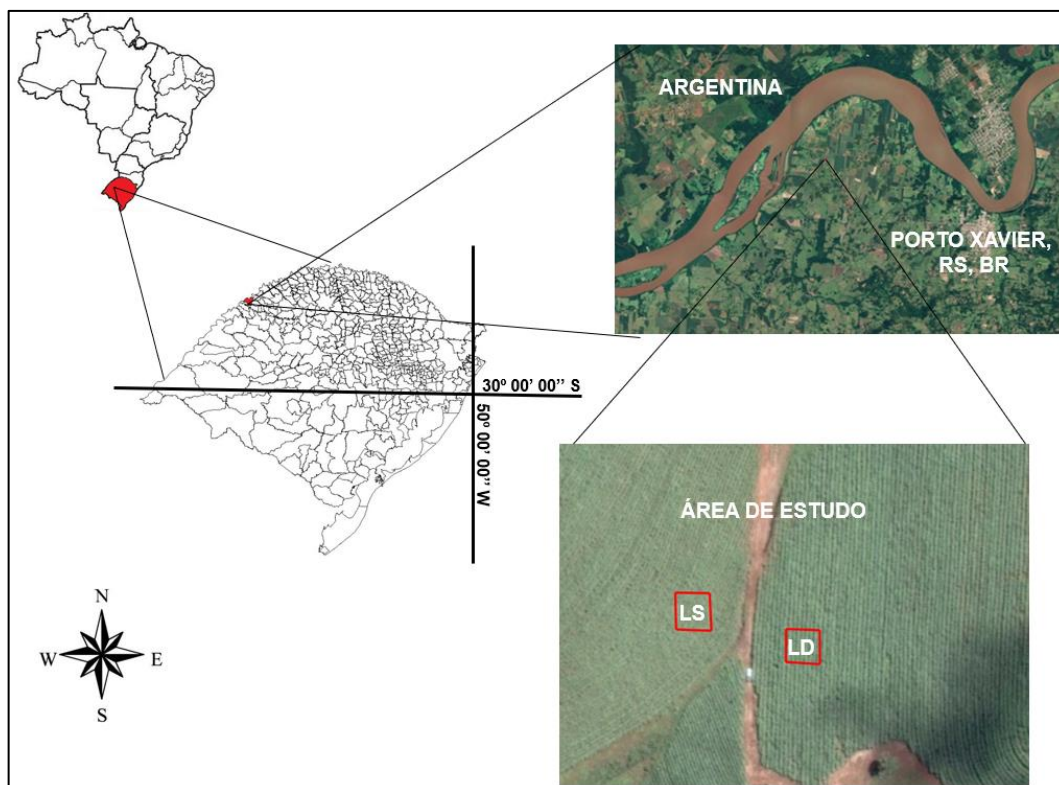 ARGENTINA
PORTO XAVIER,
RS, BR
30º 00' 00'' S
50º 00' 00'' W
ÁREA DE ESTUDO
LS
LD
N
W
E
S